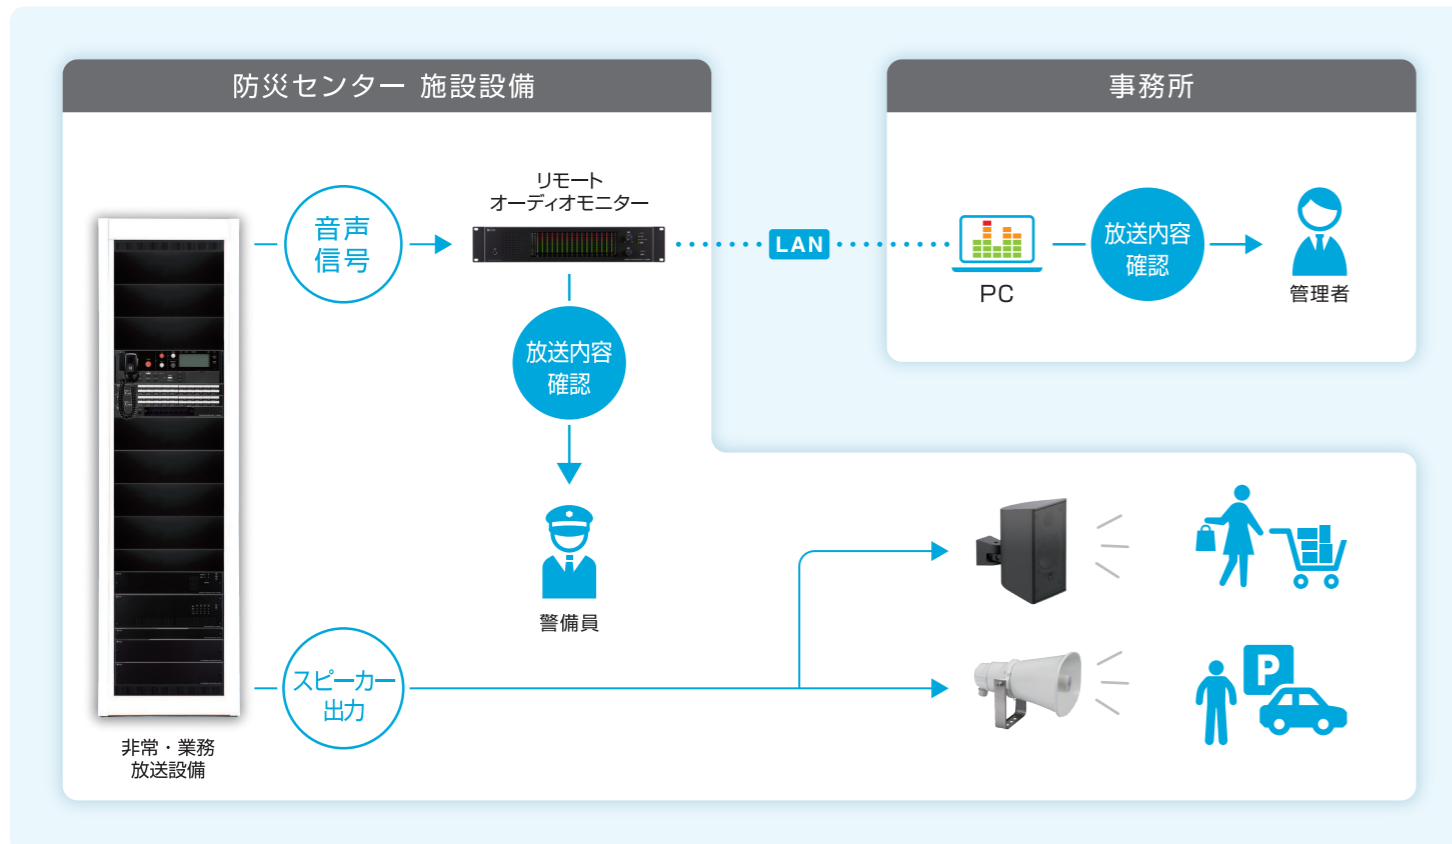 防災センター 施設設備
事務所
リモート
オーディオモニター
音声
信号
LAN
PC
放送内容
確認
管理者
放送内容
確認
警備員
スピーカー
出力
P
非常・業務
放送設備